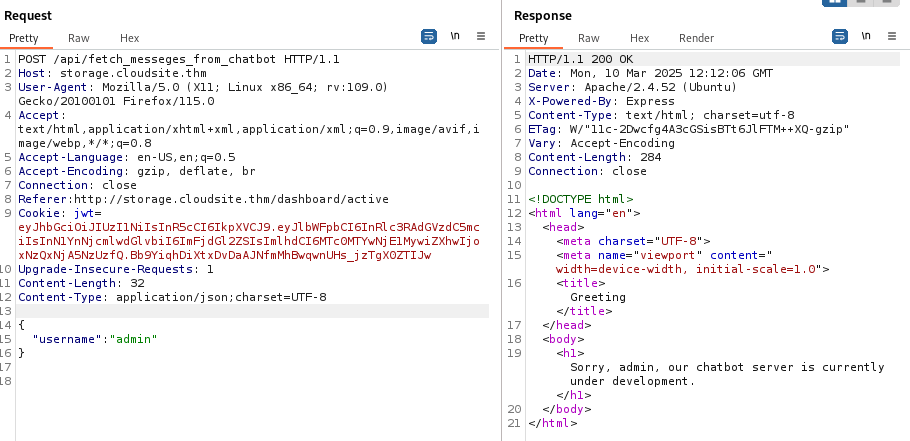 Request
Pretty Raw Hex
\n
1 POST /api/fetch_messeges_from_chatbot HTTP/1.1
2 Host: storage.cloudsite.thm
3 User-Agent: Mozilla/5.0 (X11; Linux x86_64; rv:109.0)
Gecko/20100101 Firefox/115.0
4 Accept:
text/html,application/xhtml+xml,application/xml;q=0.9,image/avif,i
mage/webp,*/*;q=0.8
5 Accept-Language: en-US,en;q=0.5
6 Accept-Encoding: gzip, deflate, br
7 Connection: close
8 Referer:http://storage.cloudsite.thm/dashboard/active
9 Cookie: jwt=
eyJhbGciOiJIUzI1NiIsInR5cCI6IkpXVCJ9.eyJlbWFpbCI6InRlc3RAdGVzdC5mc
iIsInN1YnNjcmlwdGlvbiI6ImFjdGl2ZSIsImlhdCI6MTc0MTYwNjE1MywiZXhwIjo
xNzQxNjA5NzUzfQ.Bb9YiqhDiXtxDvDaAJNfmMhBwqwnUHs_jzTgX0ZTIJw
10 Upgrade-Insecure-Requests: 1
11 Content-Length: 32
12 Content-Type: application/json;charset=UTF-8
13
14 {
15 "username":"admin"
16 }
17
18
Response
Pretty Raw Hex Render
\n
1 HTTP/1.1 200 OK
2 Date: Mon, 10 Mar 2025 12:12:06 GMT
3 Server: Apache/2.4.52 (Ubuntu)
4 X-Powered-By: Express
5 Content-Type: text/html; charset=utf-8
6 ETag: W/"11c-2Dwcfg4A3cGSisBTt6JlFTM++XQ-gzip"
7 Vary: Accept-Encoding
8 Content-Length: 284
9 Connection: close
10
11 <!DOCTYPE html>
12 <html lang="en">
13 <head>
14 <meta charset="UTF-8">
15 <meta name="viewport" content="
width=device-width, initial-scale=1.0">
16 <title>
Greeting
</title>
17 </head>
18 <body>
19 <h1>
Sorry, admin, our chatbot server is currently
under development.
</h1>
20 </body>
21 </html>